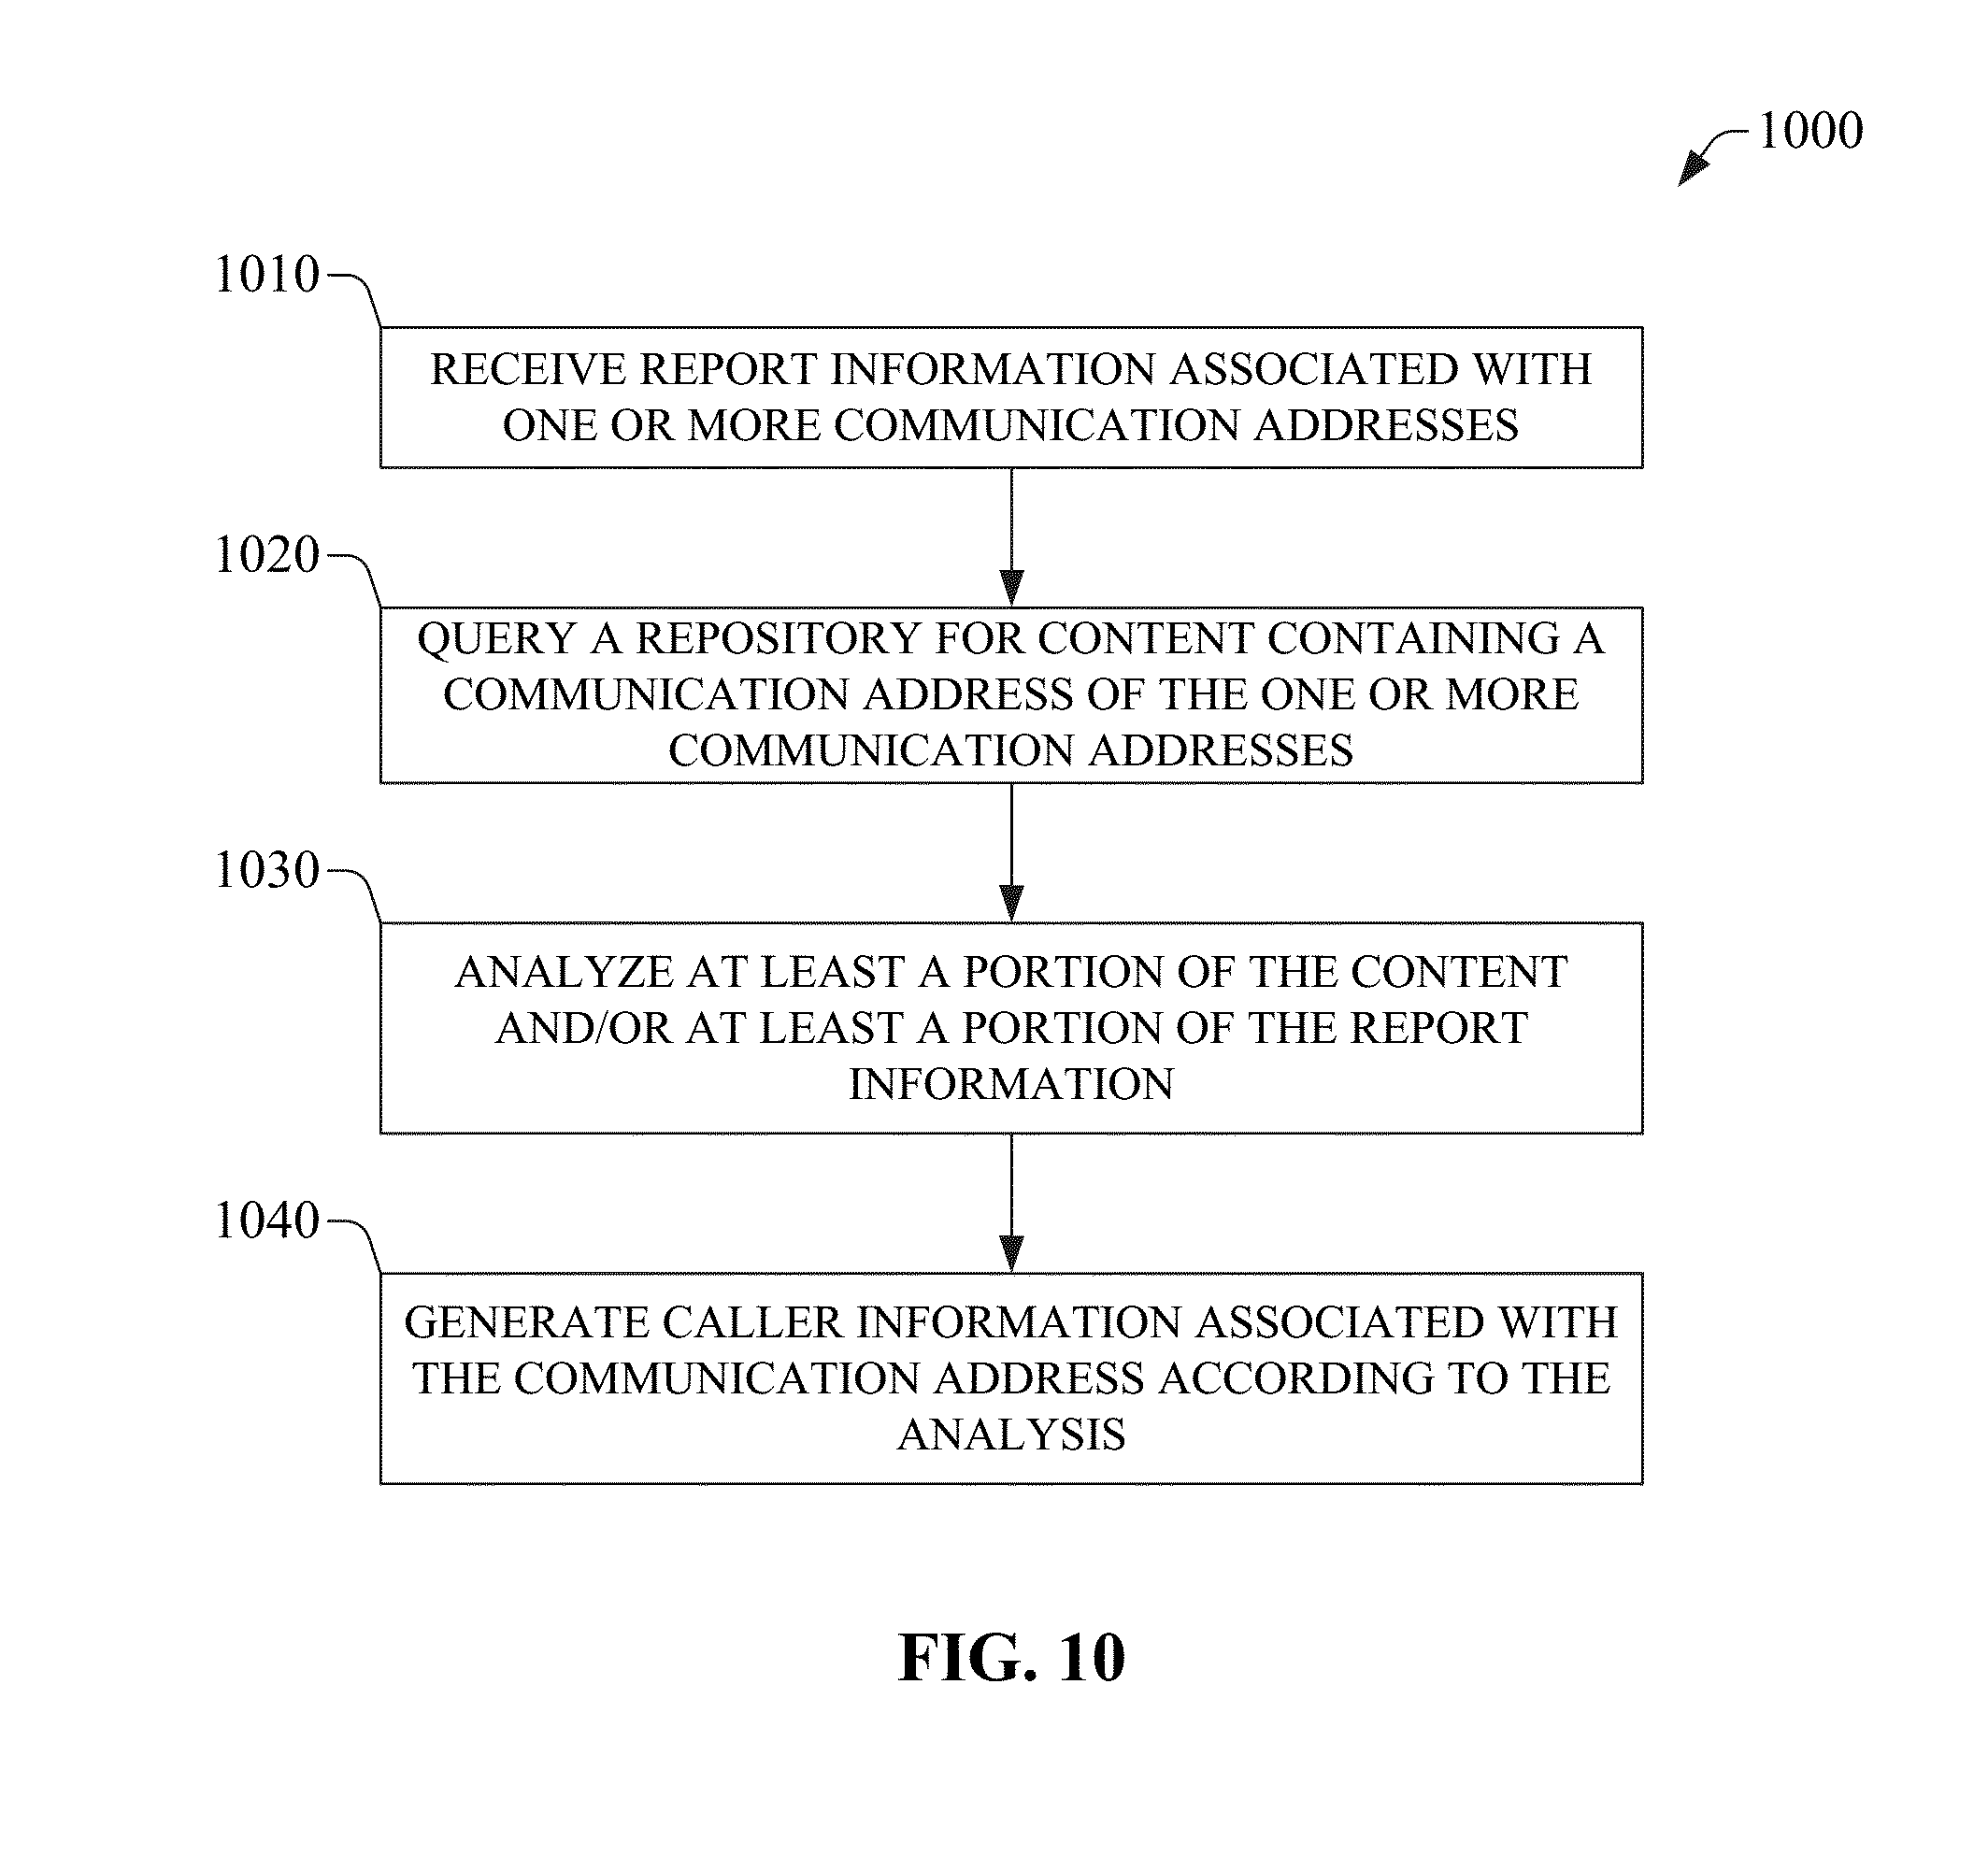 1000
1010
RECEIVE REPORT INFORMATION ASSOCIATED WITH
ONE OR MORE COMMUNICATION ADDRESSES
1020
QUERY A REPOSITORY FOR CONTENT CONTAINING A
COMMUNICATION ADDRESS OF THE ONE OR MORE
COMMUNICATION ADDRESSES
1030
ANALYZE AT LEAST A PORTION OF THE CONTENT
AND/OR AT LEAST A PORTION OF THE REPORT
INFORMATION
1040
GENERATE CALLER INFORMATION ASSOCIATED WITH
THE COMMUNICATION ADDRESS ACCORDING TO THE
ANALYSIS
FIG. 10